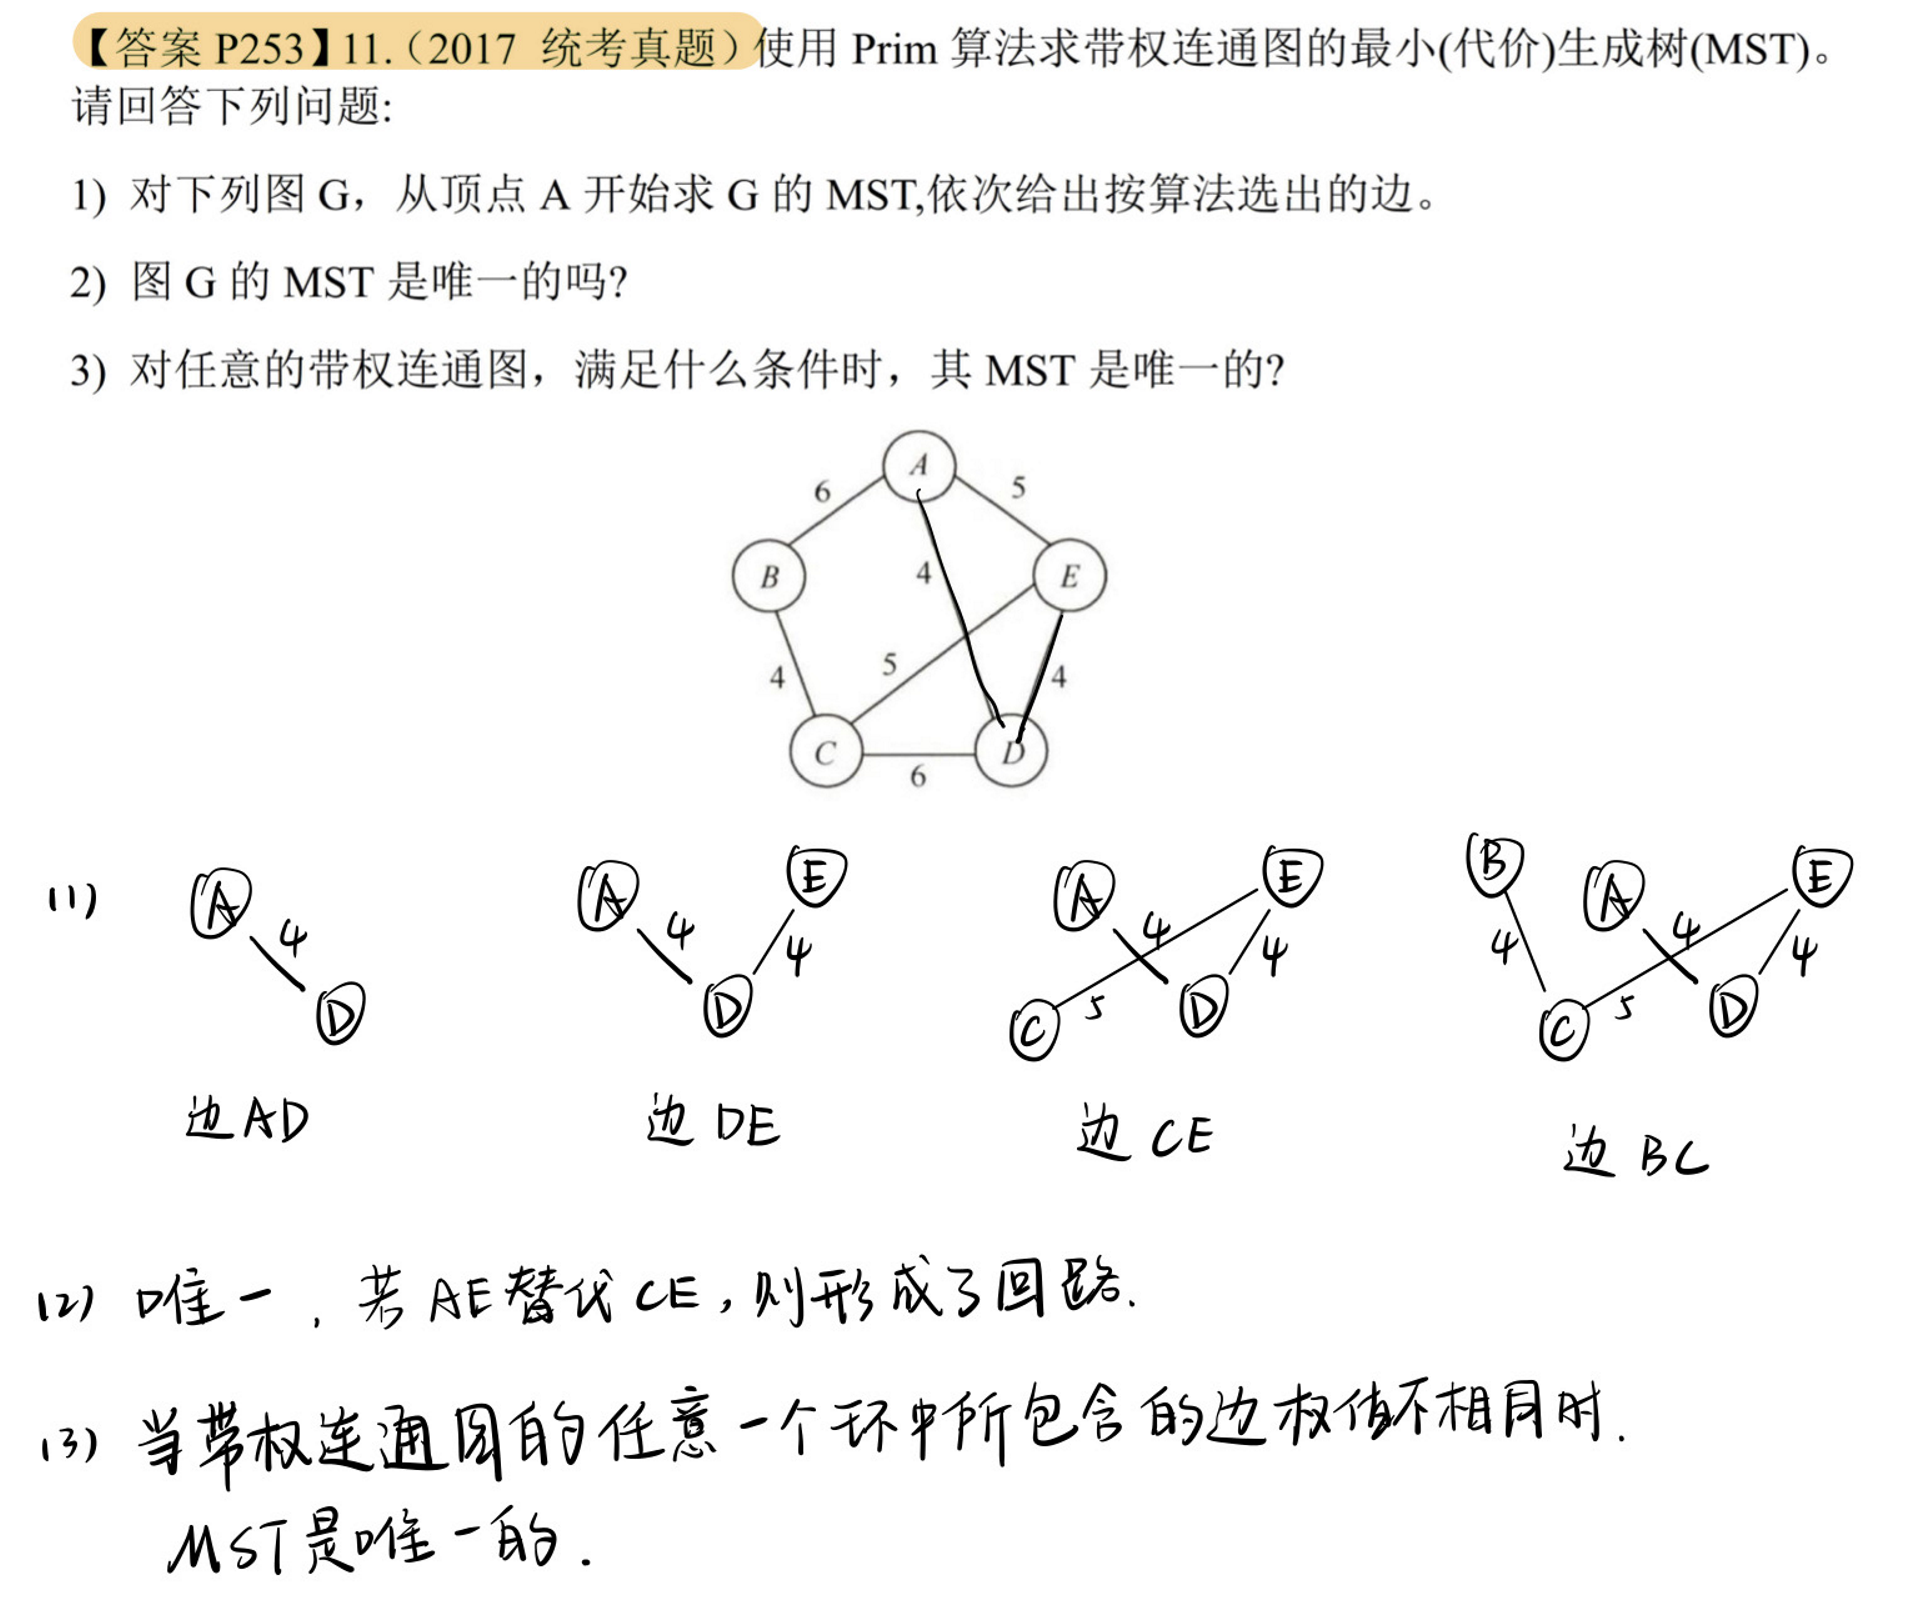 【答案 P253】11.（2017 统考真题）使用 Prim 算法求带权连通图的最小(代价)生成树(MST)。
请回答下列问题:
1) 对下列图 G，从顶点 A 开始求 G 的 MST,依次给出按算法选出的边。
2) 图 G 的 MST 是唯一的吗?
3) 对任意的带权连通图，满足什么条件时，其 MST 是唯一的?
A
6 5
B 4 E
4 5 4
C D
6
(1) A 4 D
A 4 D 4 E
A 4 D 4 E 5 C
B 4 C 5 E 4 D 4 A
边AD 边 DE 边 CE 边 BC
(2) 唯一，若 AE替代 CE，则形成了回路.
(3) 当带权连通图的任意一个环中所包含的边权值不相同时.
MST是唯一的.